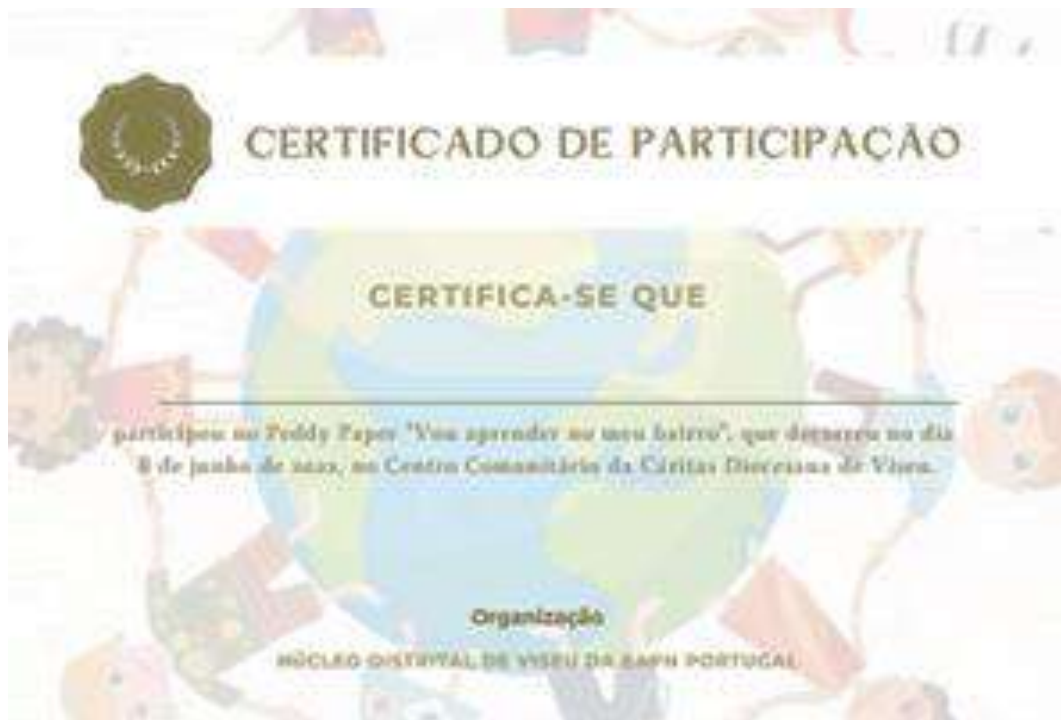 CERTIFICADO DE PARTICIPAÇÃO
CERTIFICA-SE QUE
participou no Peddy Paper "Vou aprender no meu bairro", que decorreu no dia
8 de junho de 2022, no Centro Comunitário da Cáritas Diocesana de Viseu.
Organização
NÚCLEO DISTRITAL DE VISEU DA EAPN PORTUGAL